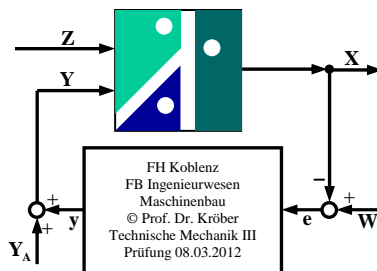 Z
Y
X
FH Koblenz
FB Ingenieurwesen
Maschinenbau
© Prof. Dr. Kröber
Technische Mechanik III
Prüfung 08.03.2012
−
+
+
+
y
e
W
Y_A